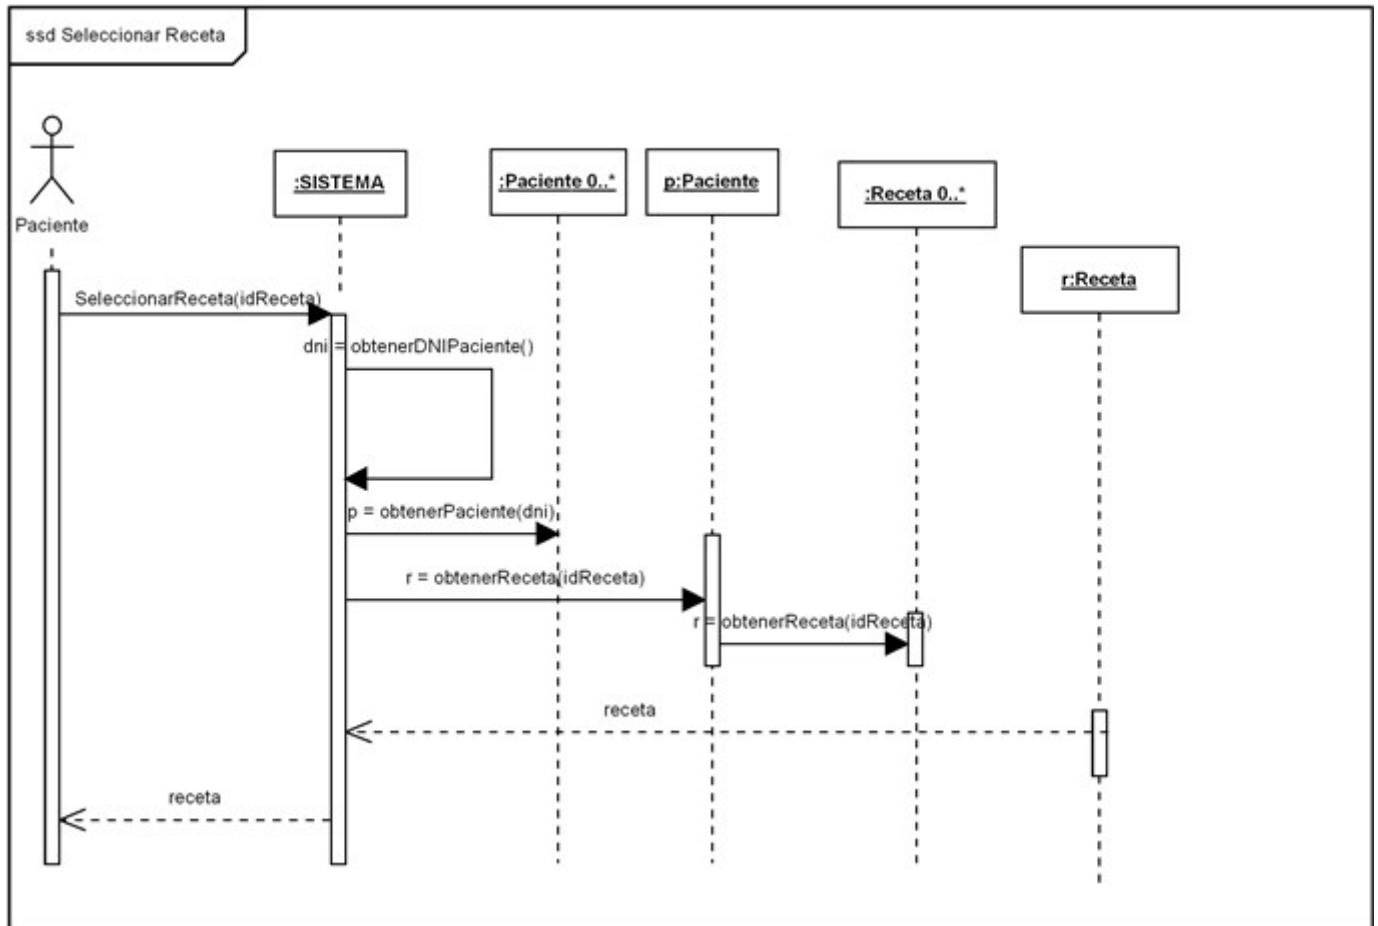 ssd Seleccionar Receta
Paciente
:SISTEMA
:Paciente 0..*
p:Paciente
:Receta 0..*
r:Receta
SeleccionarReceta(idReceta)
dni = obtenerDNIPaciente()
p = obtenerPaciente(dni)
r = obtenerReceta(idReceta)
r = obtenerReceta(idReceta)
receta
receta